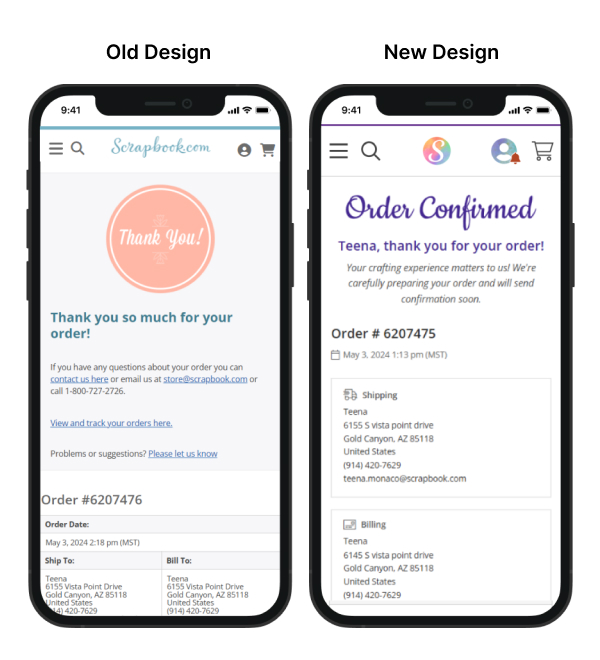 Old Design
New Design
9:41
Scrapbook.com
Thank You!
Thank you so much for your
order!
If you have any questions about your order you can
contact us here or email us at store@scrapbook.com or
call 1-800-727-2726.
View and track your orders here.
Problems or suggestions? Please let us know
Order #6207476
Order Date:
May 3, 2024 2:18 pm (MST)
Ship To:
Bill To:
Teena
6155 Vista Point Drive
Gold Canyon, AZ 85118
United States
(914) 420-7629
Teena
6155 Vista Point Drive
Gold Canyon, AZ 85118
United States
(914) 420-7629
9:41
S
Order Confirmed
Teena, thank you for your order!
Your crafting experience matters to us! We're
carefully preparing your order and will send
confirmation soon.
Order # 6207475
May 3, 2024 1:13 pm (MST)
Shipping
Teena
6155 S vista point drive
Gold Canyon, AZ 85118
United States
(914) 420-7629
teena.monaco@scrapbook.com
Billing
Teena
6145 S vista point drive
Gold Canyon, AZ 85118
United States
(914) 420-7629